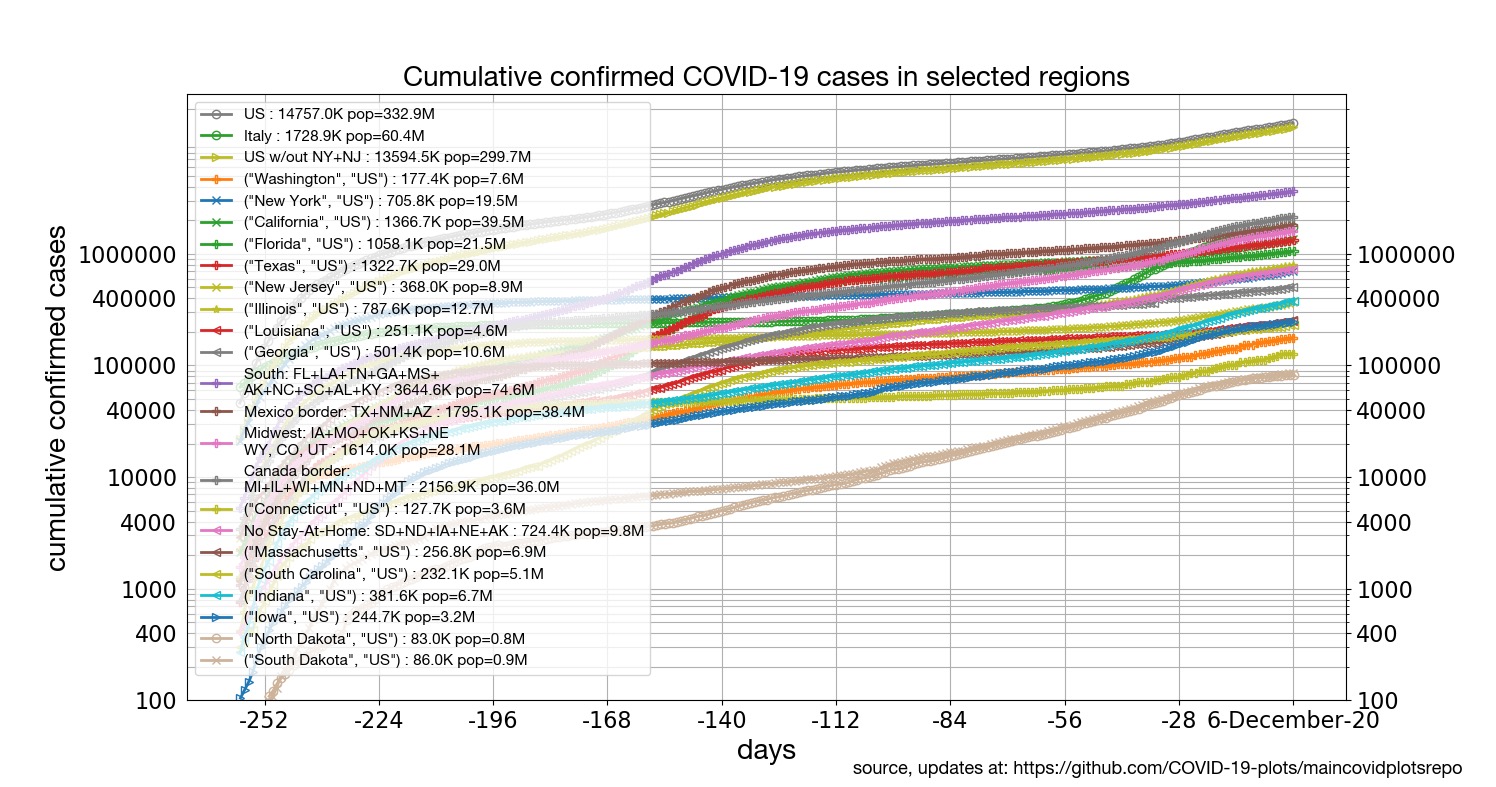 Cumulative confirmed COVID-19 cases in selected regions
cumulative confirmed cases
1000000
400000
100000
40000
10000
4000
1000
400
100
US : 14757.0K pop=332.9M
Italy : 1728.9K pop=60.4M
US w/out NY+NJ : 13594.5K pop=299.7M
("Washington", "US") : 177.4K pop=7.6M
("New York", "US") : 705.8K pop=19.5M
("California", "US") : 1366.7K pop=39.5M
("Florida", "US") : 1058.1K pop=21.5M
("Texas", "US") : 1322.7K pop=29.0M
("New Jersey", "US") : 368.0K pop=8.9M
("Illinois", "US") : 787.6K pop=12.7M
("Louisiana", "US") : 251.1K pop=4.6M
("Georgia", "US") : 501.4K pop=10.6M
South: FL+LA+TN+GA+MS+
AK+NC+SC+AL+KY : 3644.6K pop=74.6M
Mexico border: TX+NM+AZ : 1795.1K pop=38.4M
Midwest: IA+MO+OK+KS+NE
WY, CO, UT : 1614.0K pop=28.1M
Canada border:
MI+IL+WI+MN+ND+MT : 2156.9K pop=36.0M
("Connecticut", "US") : 127.7K pop=3.6M
No Stay-At-Home: SD+ND+IA+NE+AK : 724.4K pop=9.8M
("Massachusetts", "US") : 256.8K pop=6.9M
("South Carolina", "US") : 232.1K pop=5.1M
("Indiana", "US") : 381.6K pop=6.7M
("Iowa", "US") : 244.7K pop=3.2M
("North Dakota", "US") : 83.0K pop=0.8M
("South Dakota", "US") : 86.0K pop=0.9M
1000000
400000
100000
40000
10000
4000
1000
400
100
-252 -224 -196 -168 -140 -112 -84 -56 -28 6-December-20
days
source, updates at: https://github.com/COVID-19-plots/maincovidplotsrepo